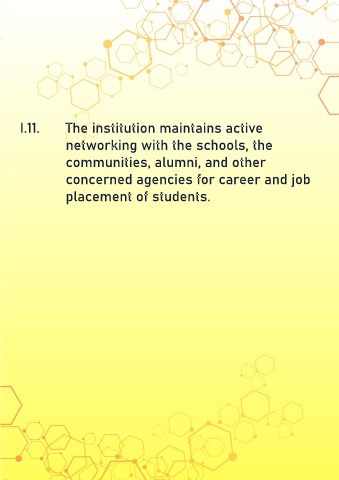 I.11. The institution maintains active
networking with the schools, the
communities, alumni, and other
concerned agencies for career and job
placement of students.